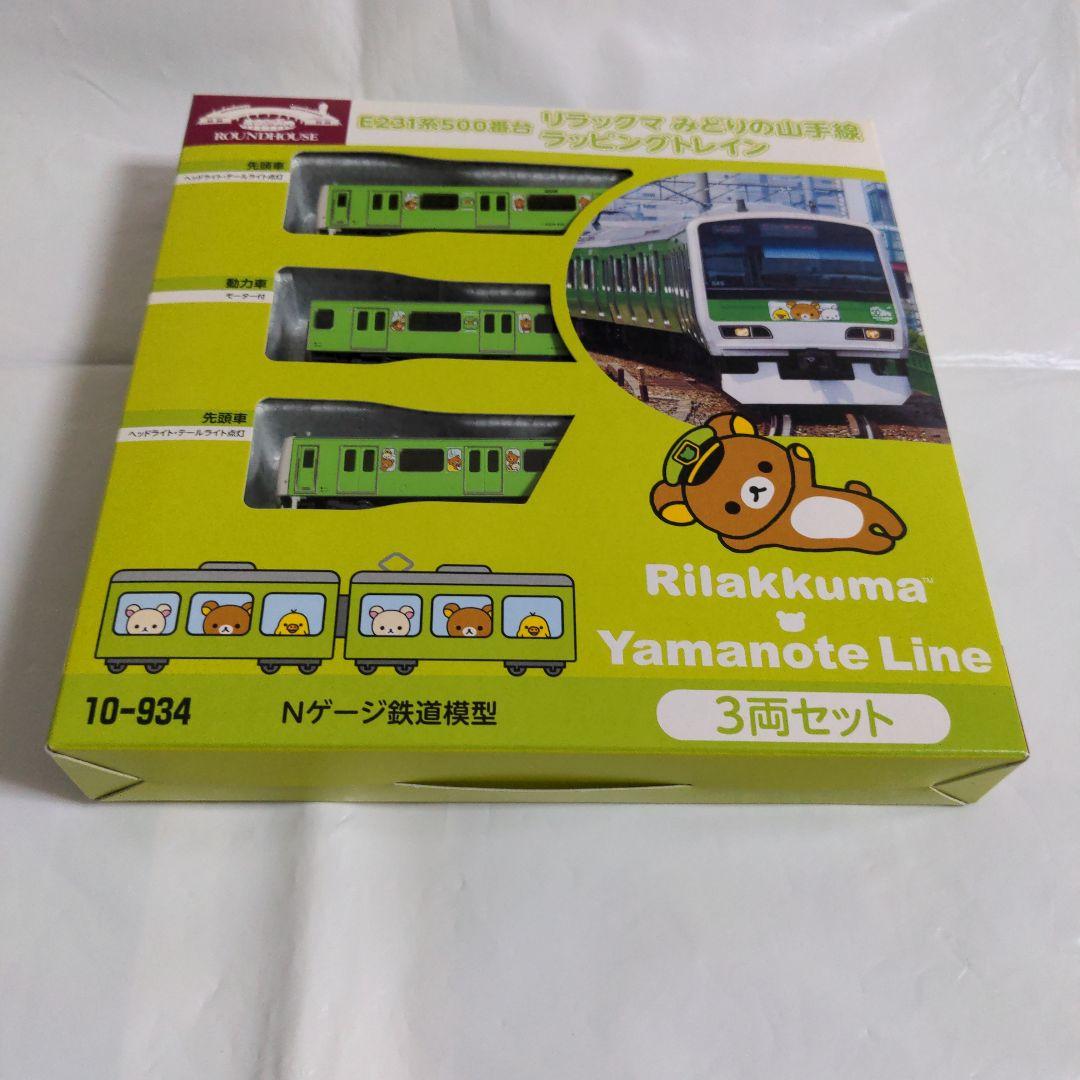 ROUNDHOUSE
E231系500番台
リラックマ みどりの山手線
ラッピングトレイン
先頭車
ヘッドライト・テールライト点灯
動力車
モーター付
先頭車
ヘッドライト・テールライト点灯
Rilakkuma™
Yamanote Line
10-934
Nゲージ鉄道模型
3両セット